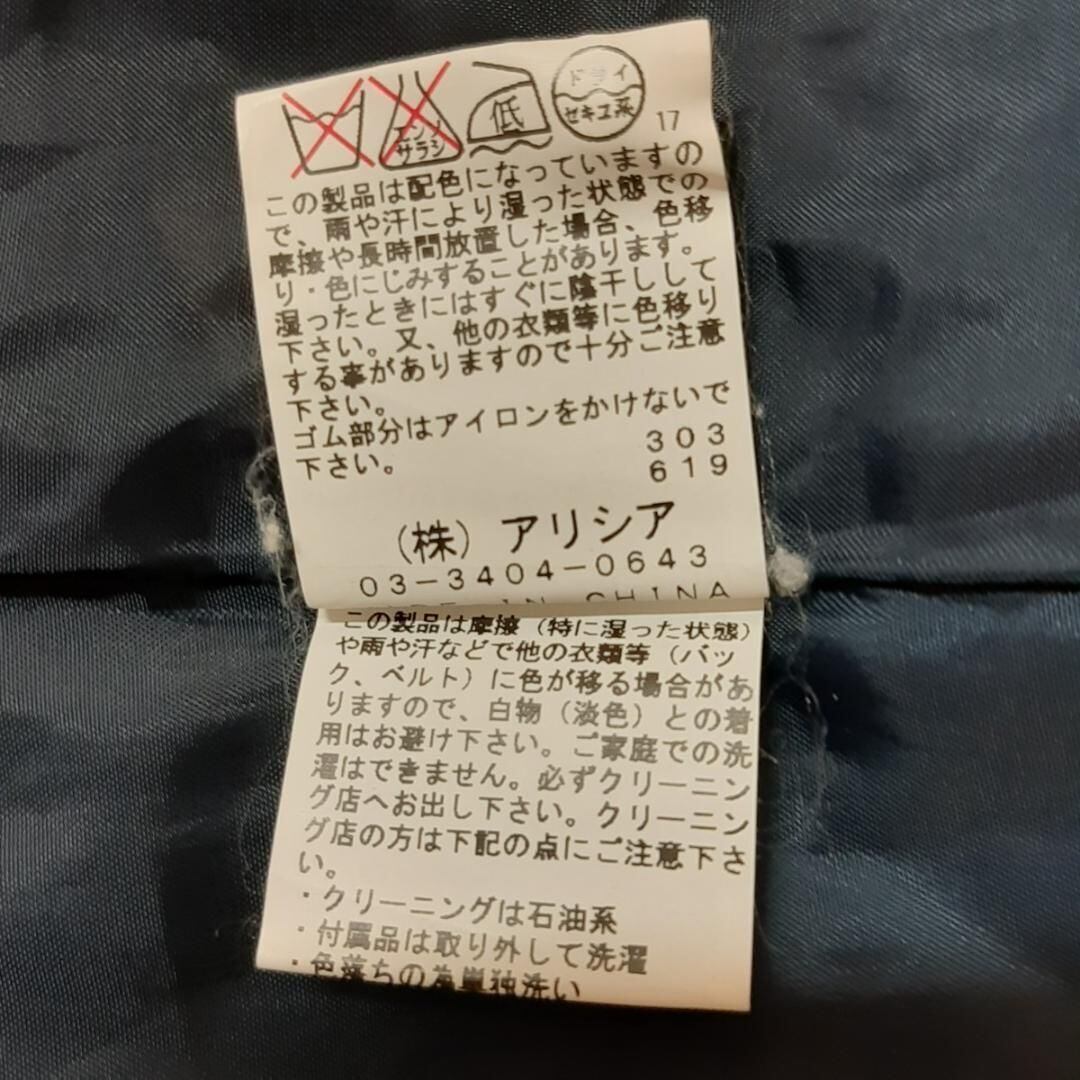 エンソ
サラシ
低
ドライ
セキユ系
17
この製品は配色になっていますの
で、雨や汗により湿った状態での
摩擦や長時間放置した場合、色移
り・色にじみすることがあります。
湿ったときにはすぐに陰干しして
下さい。又、他の衣類等に色移り
する事がありますので十分ご注意
下さい。
ゴム部分はアイロンをかけないで
下さい。
303
619
(株) アリシア
03-3404-0643
IN CHINA
この製品は摩擦(特に湿った状態)
や雨や汗などで他の衣類等(バッ
ク、ベルト)に色が移る場合があ
りますので、白物(淡色)との着
用はお避け下さい。ご家庭での洗
濯はできません。必ずクリーニン
グ店へお出し下さい。クリーニン
グ店の方は下記の点にご注意下さ
い。
・クリーニングは石油系
・付属品は取り外して洗濯
・色落ちの為単独洗い